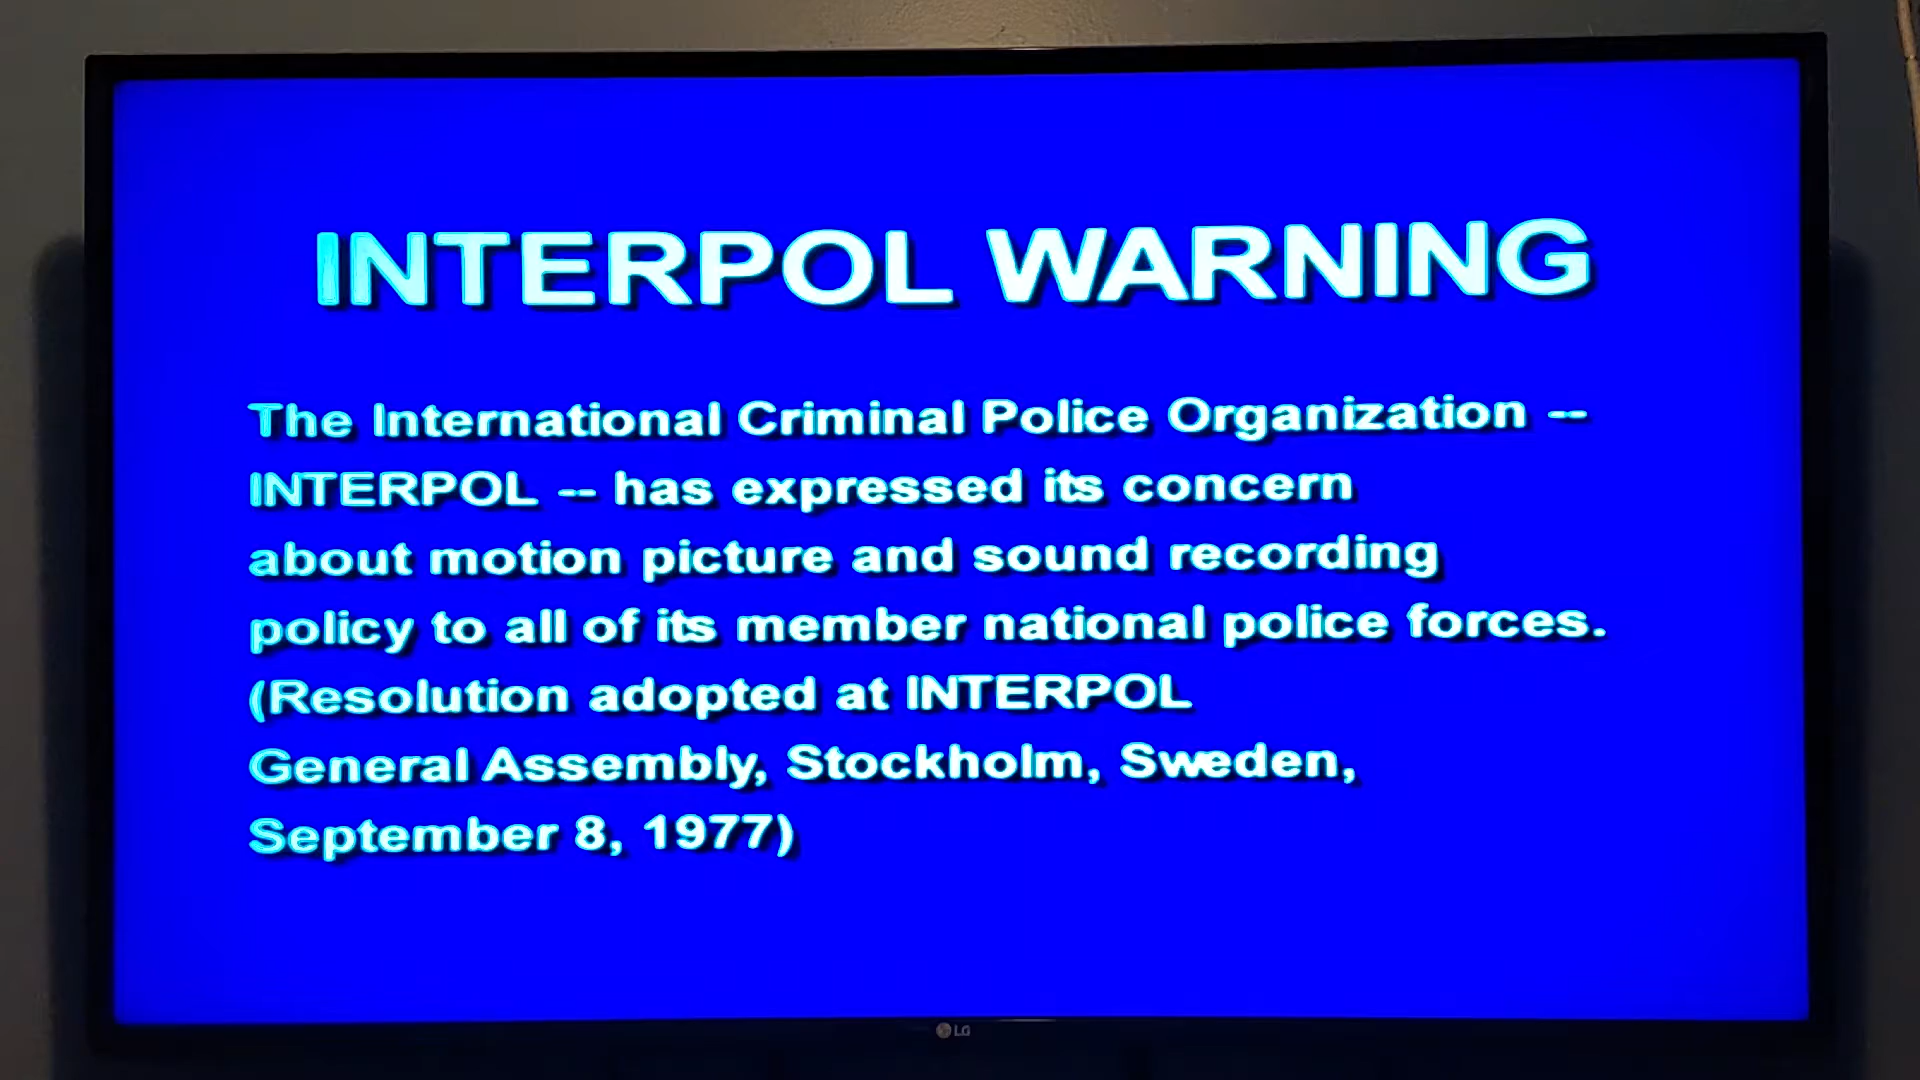 INTERPOL WARNING
The International Criminal Police Organization --
INTERPOL -- has expressed its concern
about motion picture and sound recording
policy to all of its member national police forces.
(Resolution adopted at INTERPOL
General Assembly, Stockholm, Sweden,
September 8, 1977)
LG